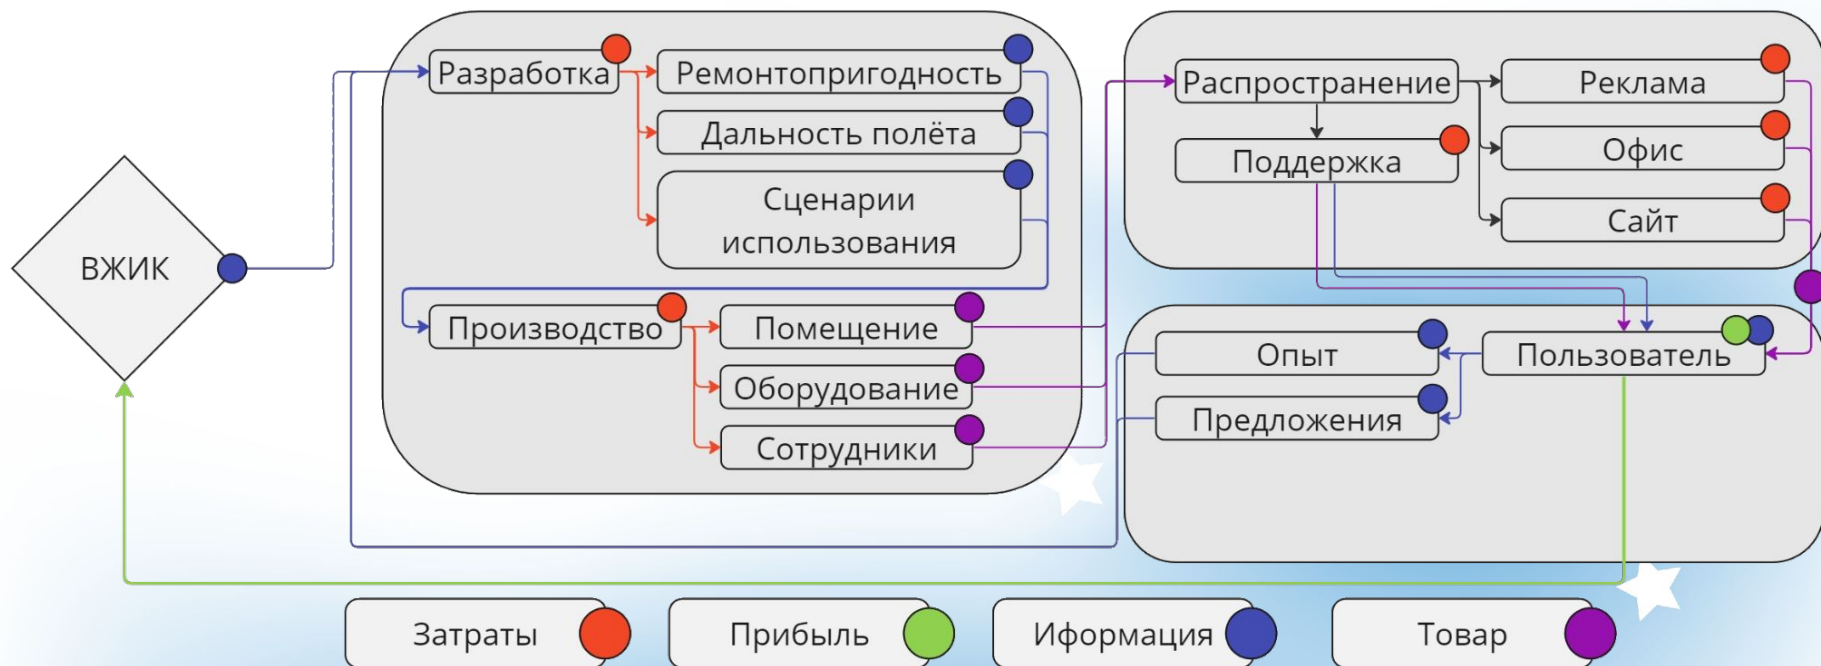 ВЖИК
Разработка
Ремонтопригодность
Дальность полёта
Сценарии
использования
Производство
Помещение
Оборудование
Сотрудники
Распространение
Поддержка
Реклама
Офис
Сайт
Пользователь
Опыт
Предложения
Затраты
Прибыль
Иформация
Товар